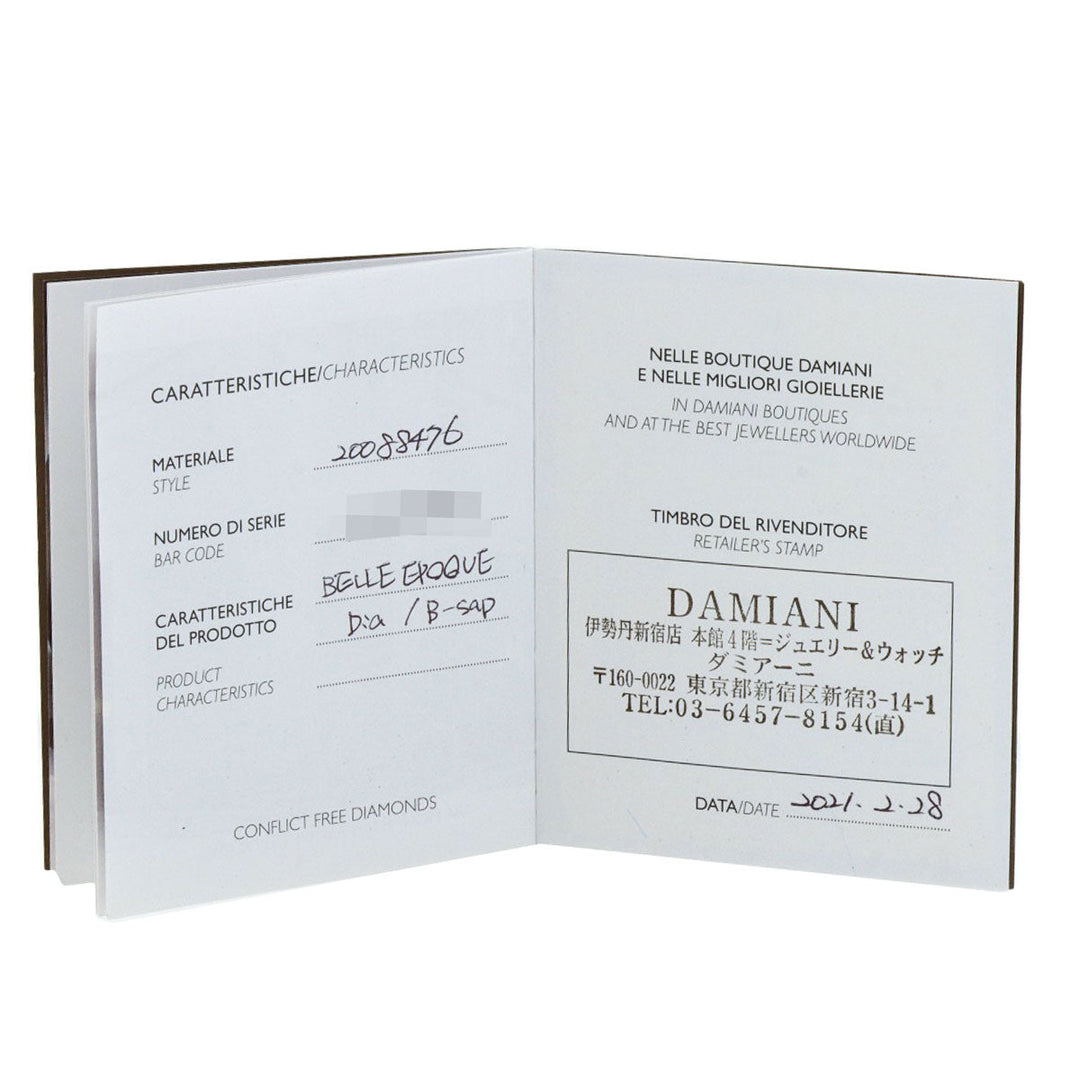 CARATTERISTICHE/CHARACTERISTICS
MATERIALE 20088476
STYLE
NUMERO DI SERIE
BAR CODE
CARATTERISTICHE BELLE EPOQUE
DEL PRODOTTO Dia / B-sap
PRODUCT
CHARACTERISTICS
CONFLICT FREE DIAMONDS
NELLE BOUTIQUE DAMIANI
E NELLE MIGLIORI GIOIELLERIE
IN DAMIANI BOUTIQUES
AND AT THE BEST JEWELLERS WORLDWIDE
TIMBRO DEL RIVENDITORE
RETAILER'S STAMP
DAMIANI
伊勢丹新宿店 本館4階=ジュエリー&ウォッチ
ダミアーニ
〒160-0022 東京都新宿区新宿3-14-1
TEL:03-6457-8154(直)
DATA/DATE 2021.2.28